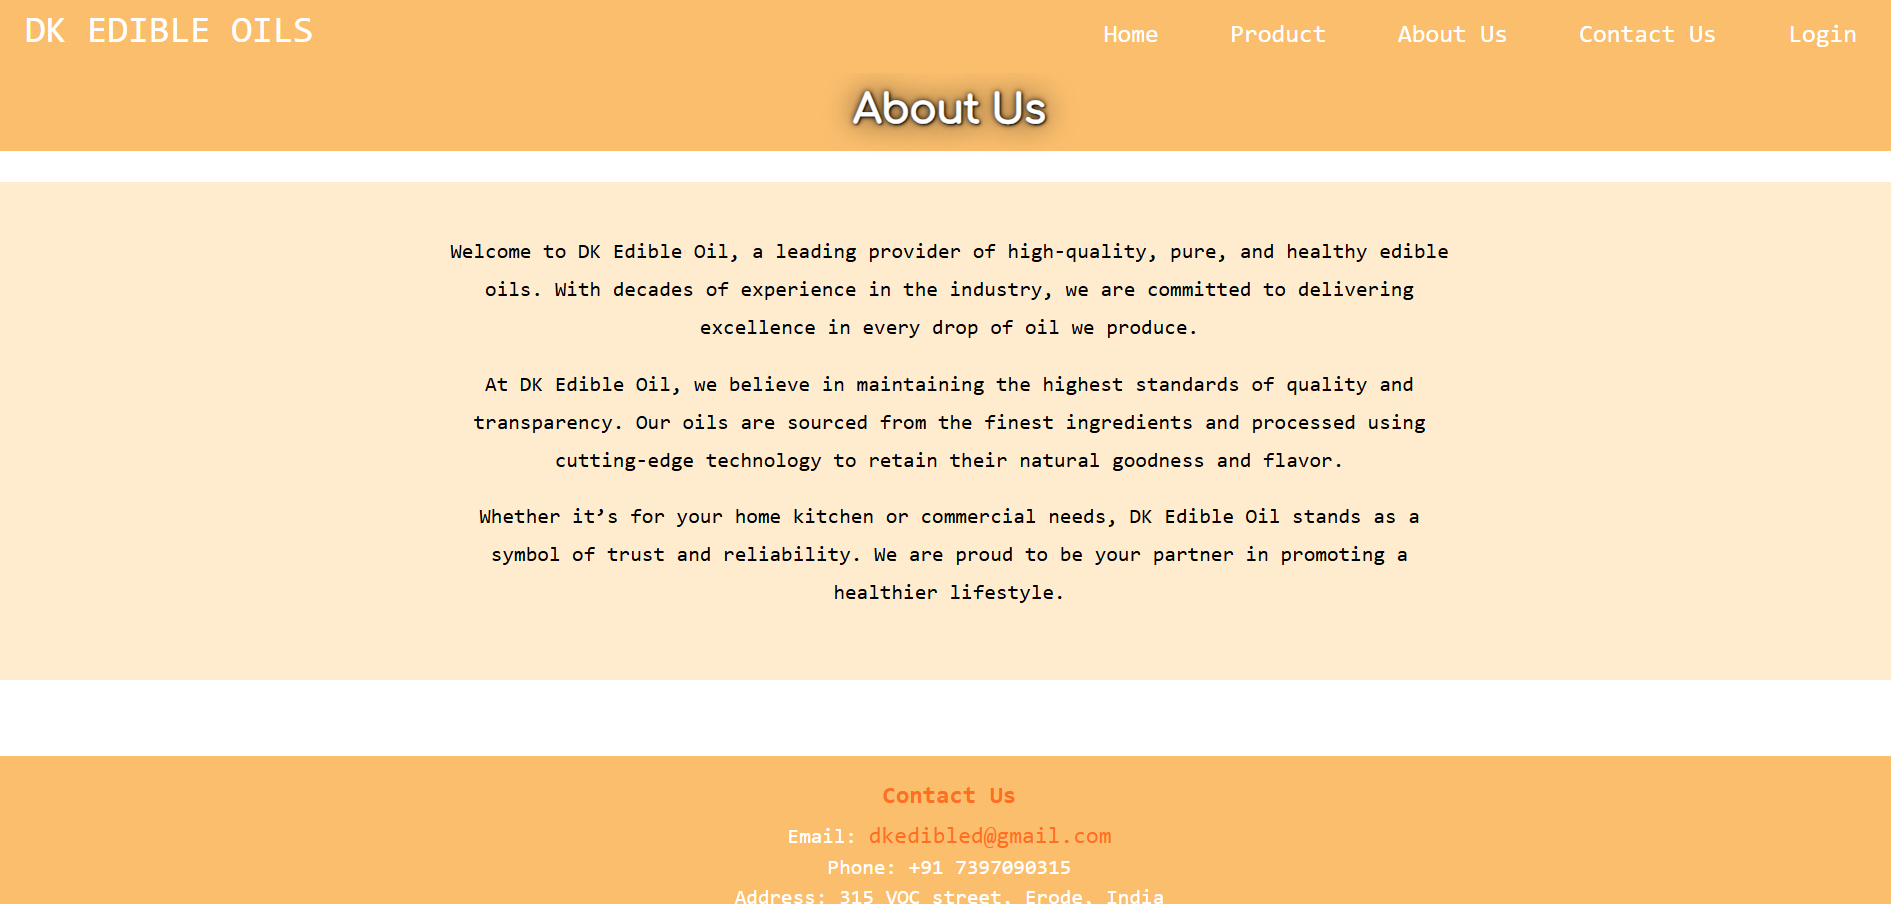 DK EDIBLE OILS
Home Product About Us Contact Us Login
About Us
Welcome to DK Edible Oil, a leading provider of high-quality, pure, and healthy edible
oils. With decades of experience in the industry, we are committed to delivering
excellence in every drop of oil we produce.
At DK Edible Oil, we believe in maintaining the highest standards of quality and
transparency. Our oils are sourced from the finest ingredients and processed using
cutting-edge technology to retain their natural goodness and flavor.
Whether it’s for your home kitchen or commercial needs, DK Edible Oil stands as a
symbol of trust and reliability. We are proud to be your partner in promoting a
healthier lifestyle.
Contact Us
Email: dkedibled@gmail.com
Phone: +91 7397090315
Address: 315 VOC street, Erode, India